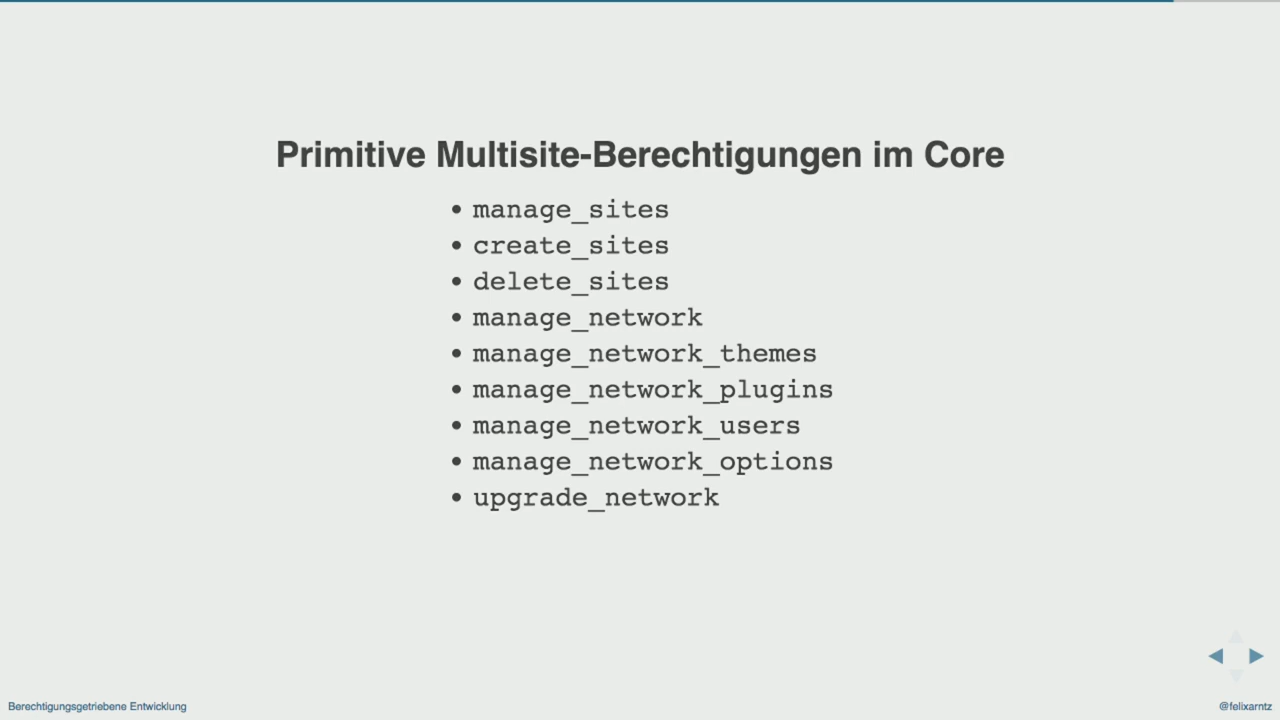 Primitive Multisite-Berechtigungen im Core
• manage_sites
• create_sites
• delete_sites
• manage_network
• manage_network_themes
• manage_network_plugins
• manage_network_users
• manage_network_options
• upgrade_network
Berechtigungsgetriebene Entwicklung
@felixarntz